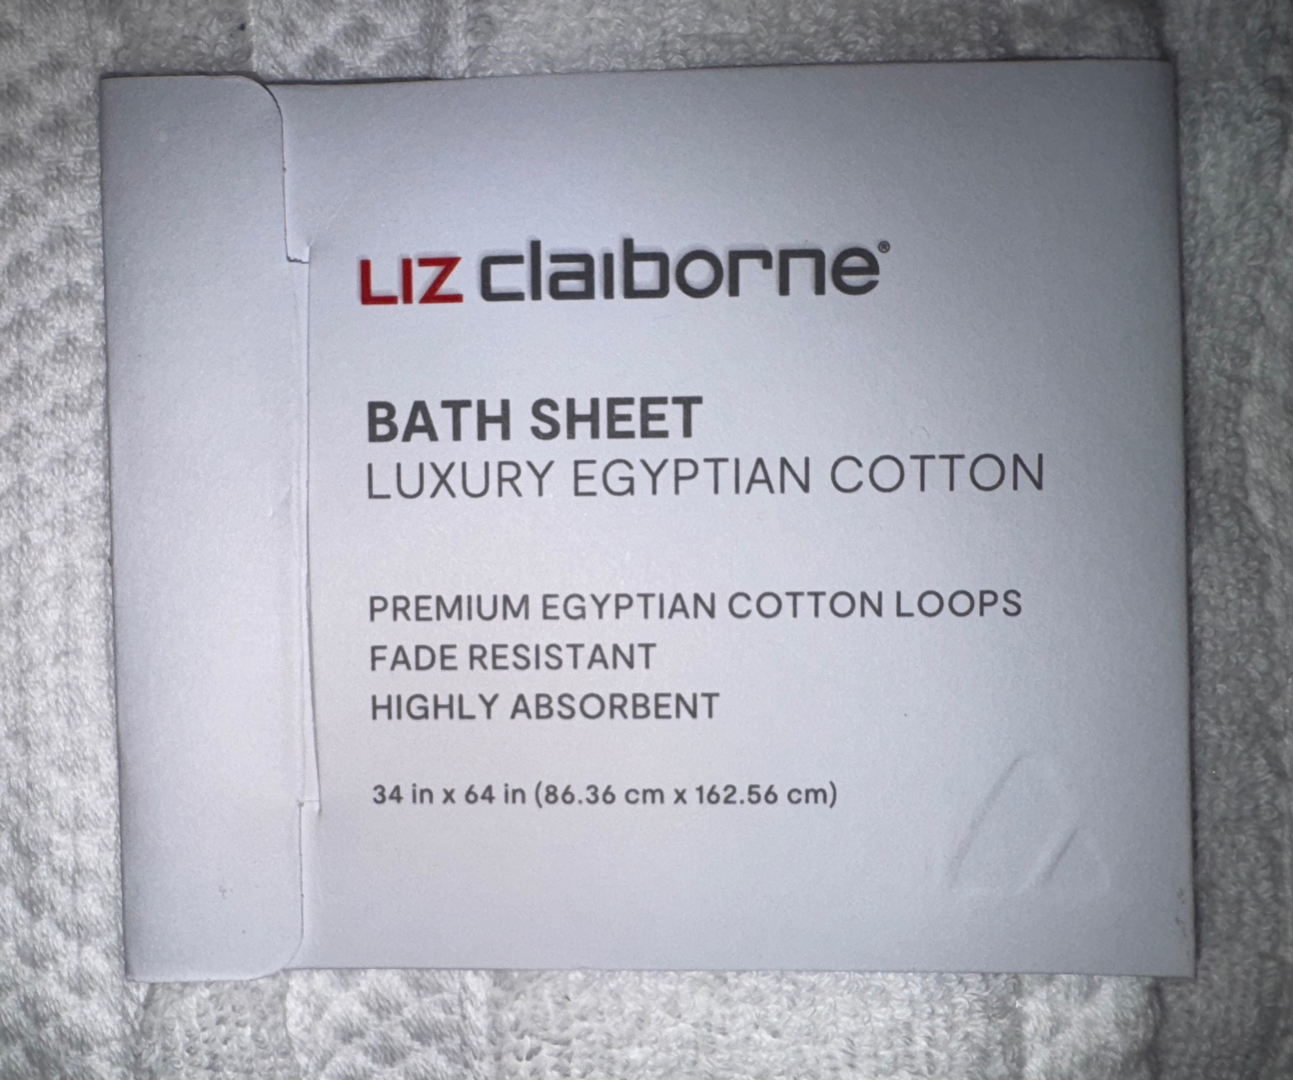 LIZ claiborne®
BATH SHEET
LUXURY EGYPTIAN COTTON
PREMIUM EGYPTIAN COTTON LOOPS
FADE RESISTANT
HIGHLY ABSORBENT
34 in x 64 in (86.36 cm x 162.56 cm)